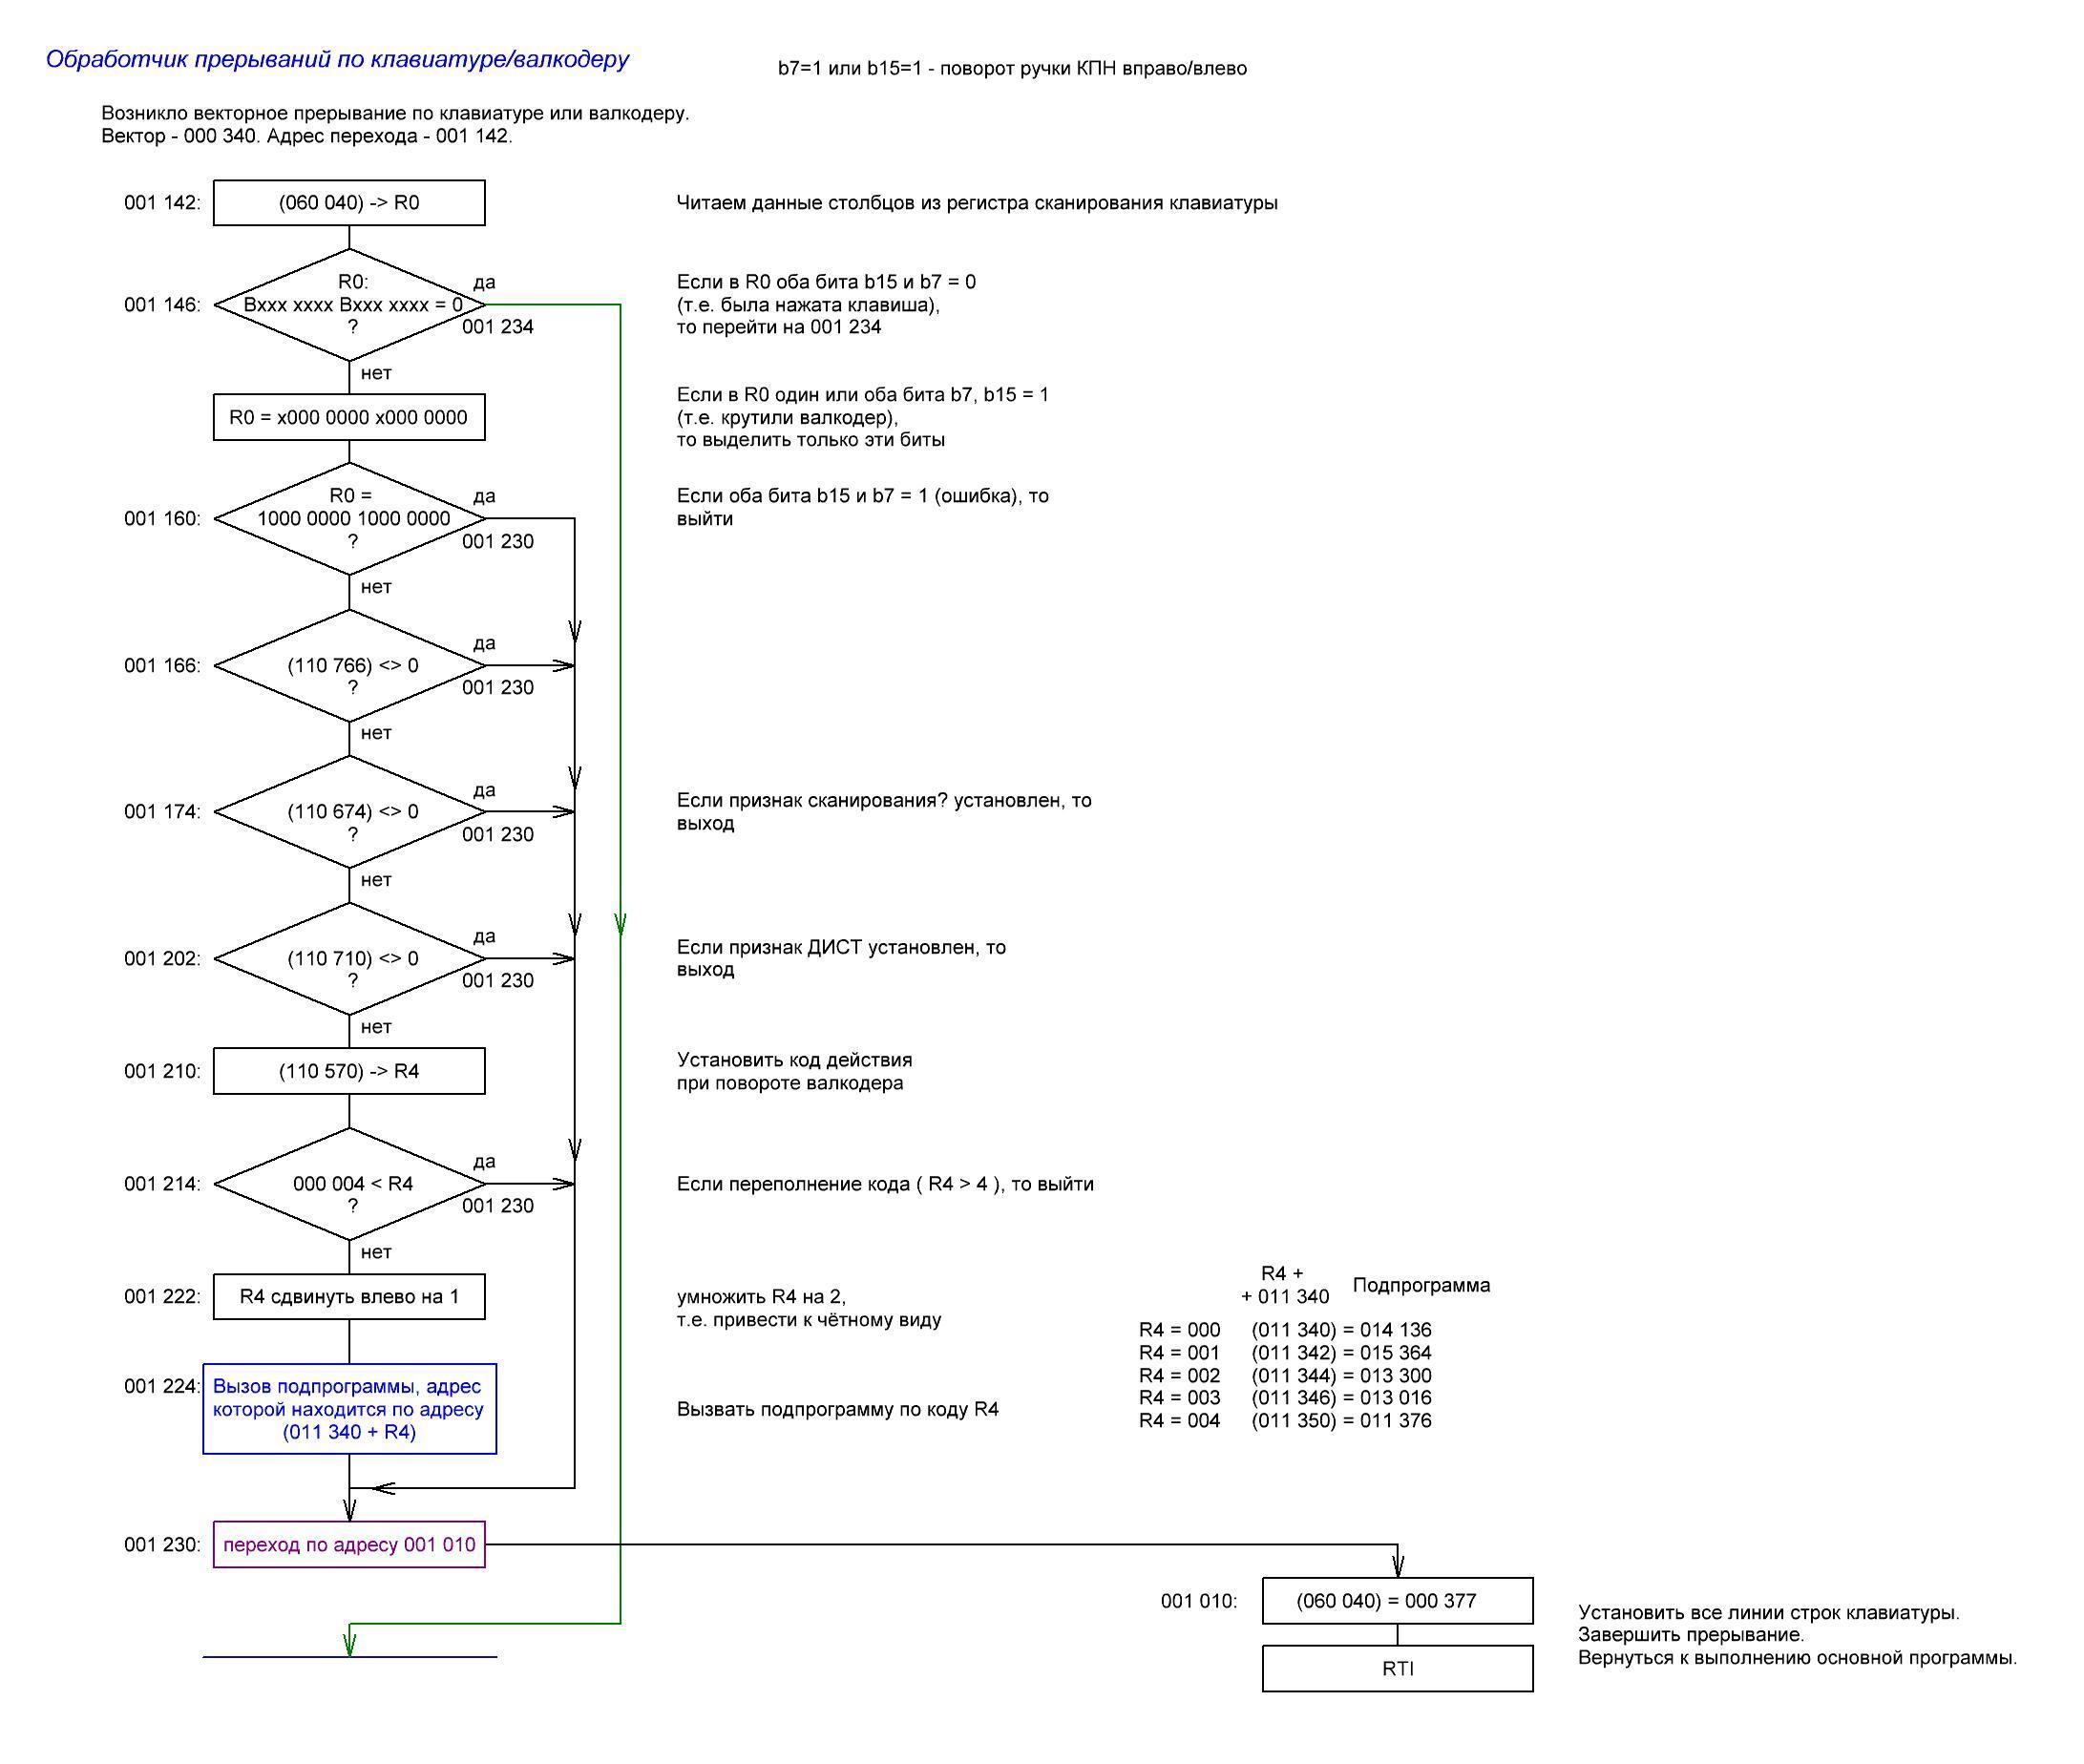 Обработчик прерываний по клавиатуре/валкодеру
b7=1 или b15=1 - поворот ручки КПН вправо/влево
Возникло векторное прерывание по клавиатуре или валкодеру.
Вектор - 000 340. Адрес перехода - 001 142.
001 142:
(060 040) -> R0
Читаем данные столбцов из регистра сканирования клавиатуры
001 146:
R0:
Bxxx xxxx Bxxx xxxx = 0
?
да
001 234
нет
Если в R0 оба бита b15 и b7 = 0
(т.е. была нажата клавиша),
то перейти на 001 234
R0 = x000 0000 x000 0000
Если в R0 один или оба бита b7, b15 = 1
(т.е. крутили валкодер),
то выделить только эти биты
001 160:
R0 =
1000 0000 1000 0000
?
да
001 230
нет
Если оба бита b15 и b7 = 1 (ошибка), то
выйти
001 166:
(110 766) <> 0
?
да
001 230
нет
001 174:
(110 674) <> 0
?
да
001 230
нет
Если признак сканирования? установлен, то
выход
001 202:
(110 710) <> 0
?
да
001 230
нет
Если признак ДИСТ установлен, то
выход
001 210:
(110 570) -> R4
Установить код действия
при повороте валкодера
001 214:
000 004 < R4
?
да
001 230
нет
Если переполнение кода ( R4 > 4 ), то выйти
001 222:
R4 сдвинуть влево на 1
умножить R4 на 2,
т.е. привести к чётному виду
R4 +
+ 011 340
Подпрограмма
R4 = 000 (011 340) = 014 136
R4 = 001 (011 342) = 015 364
R4 = 002 (011 344) = 013 300
R4 = 003 (011 346) = 013 016
R4 = 004 (011 350) = 011 376
001 224:
Вызов подпрограммы, адрес
которой находится по адресу
(011 340 + R4)
Вызвать подпрограмму по коду R4
001 230:
переход по адресу 001 010
001 010:
(060 040) = 000 377
RTI
Установить все линии строк клавиатуры.
Завершить прерывание.
Вернуться к выполнению основной программы.